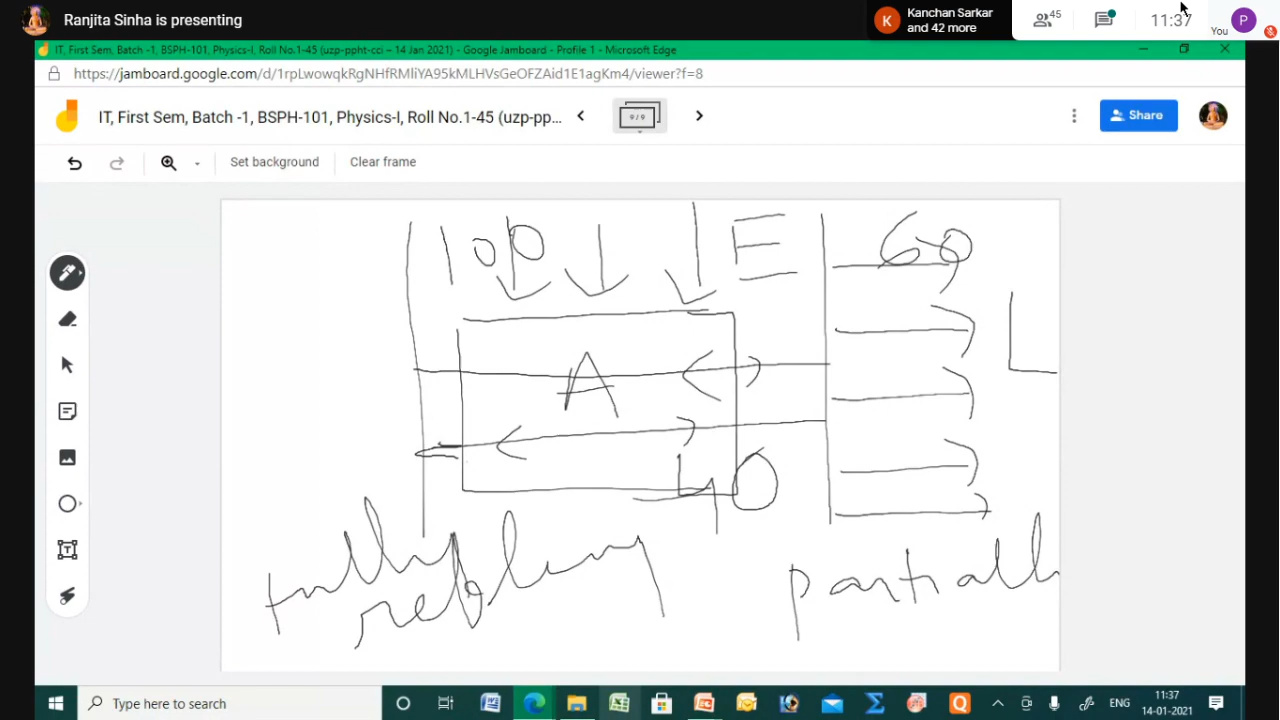 Ranjita Sinha is presenting
Kanchan Sarkar
and 42 more
K
45
11:37
You
P
IT, First Sem, Batch -1, BSPH-101, Physics-I, Roll No.1-45 (uzp-ppht-cci – 14 Jan 2021) - Google Jamboard - Profile 1 - Microsoft Edge
https://jamboard.google.com/d/1rpLwowqkRgNHfRMliYA95kMLHVsGeOFZAid1E1agKm4/viewer?f=8
IT, First Sem, Batch -1, BSPH-101, Physics-I, Roll No.1-45 (uzp-pp...
9 / 9
Share
Set background
Clear frame
100
E
60
L
A
40
fully
partiall
Type here to search
ENG
11:37
14-01-2021